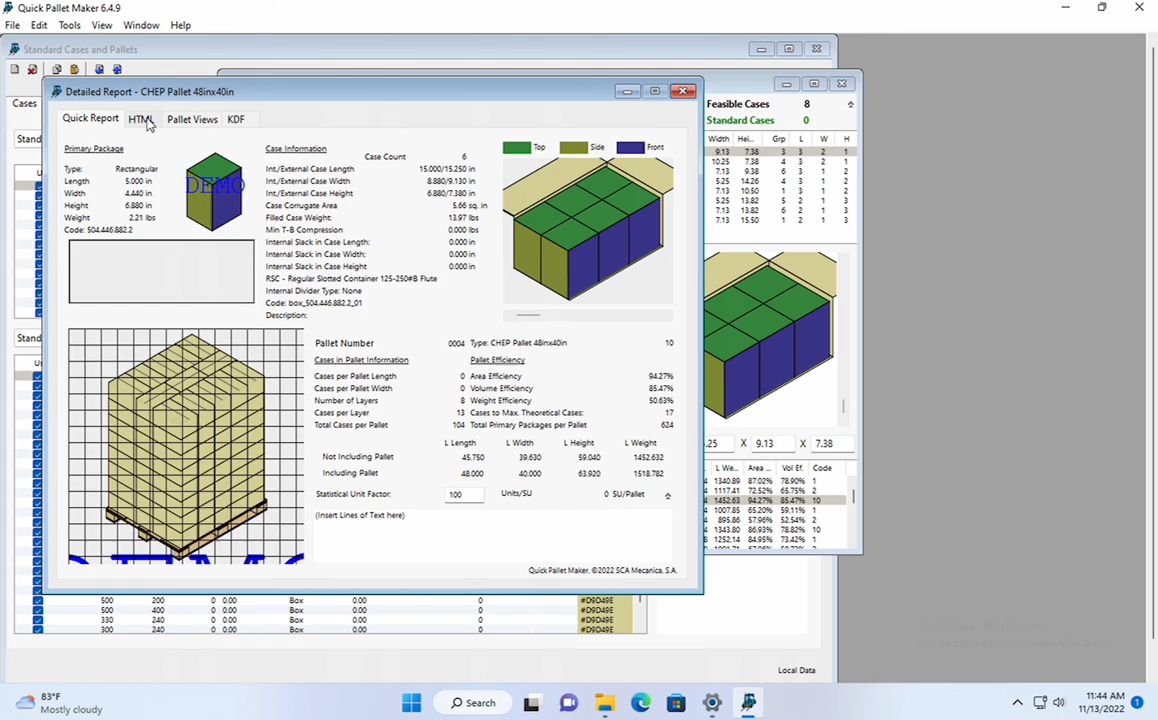 Quick Pallet Maker 6.4.9
File Edit Tools View Window Help
Standard Cases and Pallets
Cases
Detailed Report - CHEP Pallet 48inx40in
Quick Report HTML Pallet Views KDF
Primary Package
Type: Rectangular
Length 5.000 in
Width 4.440 in
Height 6.880 in
Weight 2.21 lbs
Code: 504.446.882.2
DEMO
Case Information
Case Count 6
Int./External Case Length 15.000/15.250 in
Int./External Case Width 8.880/9.130 in
Int./External Case Height 6.880/7.380 in
Case Corrugate Area 5.66 sq. in
Filled Case Weight: 13.97 lbs
Min T-B Compression 0.000 lbs
Internal Slack in Case Length: 0.000 in
Internal Slack in Case Width: 0.000 in
Internal Slack in Case Height 0.000 in
RSC - Regular Slotted Container 125-250#B Flute
Internal Divider Type: None
Code: box_504.446.882.2_01
Description:
Top Side Front
Pallet Number 0004 Type: CHEP Pallet 48inx40in 10
Cases in Pallet Information Pallet Efficiency
Cases per Pallet Length 0 Area Efficiency 94.27%
Cases per Pallet Width 0 Volume Efficiency 85.47%
Number of Layers 8 Weight Efficiency 50.63%
Cases per Layer 13 Cases to Max. Theoretical Cases: 17
Total Cases per Pallet 104 Total Primary Packages per Pallet 624
L Length L Width L Height L Weight
Not Including Pallet 45.750 39.630 59.040 1452.632
Including Pallet 48.000 40.000 63.920 1518.782
Statistical Unit Factor: 100 Units/SU 0 SU/Pallet
(Insert Lines of Text here)
Quick Pallet Maker, ©2022 SCA Mecanica, S.A.
Feasible Cases 8
Standard Cases 0
Width Hei... Grp L W H
9.13 7.38 3 3 2 1
10.25 7.38 4 3 2 1
7.13 9.38 6 3 2 1
5.25 14.26 4 3 1 2
7.13 10.50 1 3 2 1
5.25 13.82 5 2 1 3
7.13 13.82 6 2 1 3
7.13 15.50 1 2 1 3
X 9.13 X 7.38
L We... Area ... Vol Ef. Code
1340.89 87.02% 78.90% 1
1117.41 72.52% 65.75% 2
1452.63 94.27% 85.47% 10
1007.85 65.20% 59.11% 1
895.86 57.96% 52.54% 2
1343.80 86.93% 78.82% 10
1252.14 84.95% 73.42% 1
500 200 0 0.00 Box 0.00 0 #D9D49E
500 400 0 0.00 Box 0.00 0 #D9D49E
330 240 0 0.00 Box 0.00 0 #D9D49E
300 240 0 0.00 Box 0.00 0 #D9D49E
Local Data
83°F
Mostly cloudy
Search
11:44 AM
11/13/2022
1